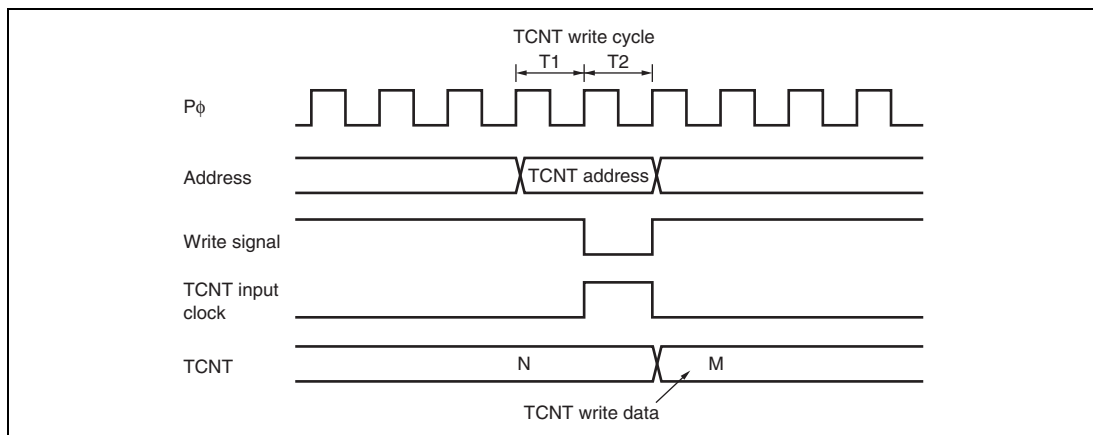 TCNT write cycle
T1 T2
Pϕ
Address
TCNT address
Write signal
TCNT input
clock
TCNT
N
M
TCNT write data